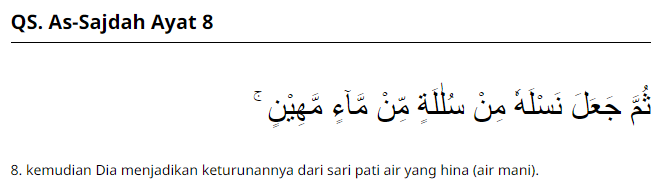 QS. As-Sajdah Ayat 8
ثُمَّ جَعَلَ نَسْلَهٗ مِنْ سُلٰلَةٍ مِّنْ مَّاۤءٍ مَّهِيْنٍ ۚ
8. kemudian Dia menjadikan keturunannya dari sari pati air yang hina (air mani).